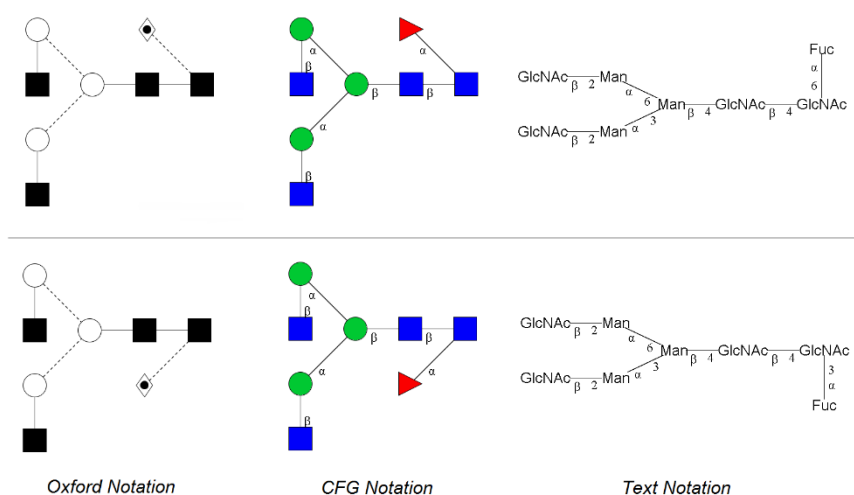 α
β
β
β
α
α
β
Fuc
α
6
GlcNAc β 2 Man
α 6 Man β 4 GlcNAc β 4 GlcNAc
α 3
GlcNAc β 2 Man
α
β
β
β
α
α
β
GlcNAc β 2 Man
α 6 Man β 4 GlcNAc β 4 GlcNAc
α 3
GlcNAc β 2 Man
3
α
Fuc
Oxford Notation
CFG Notation
Text Notation